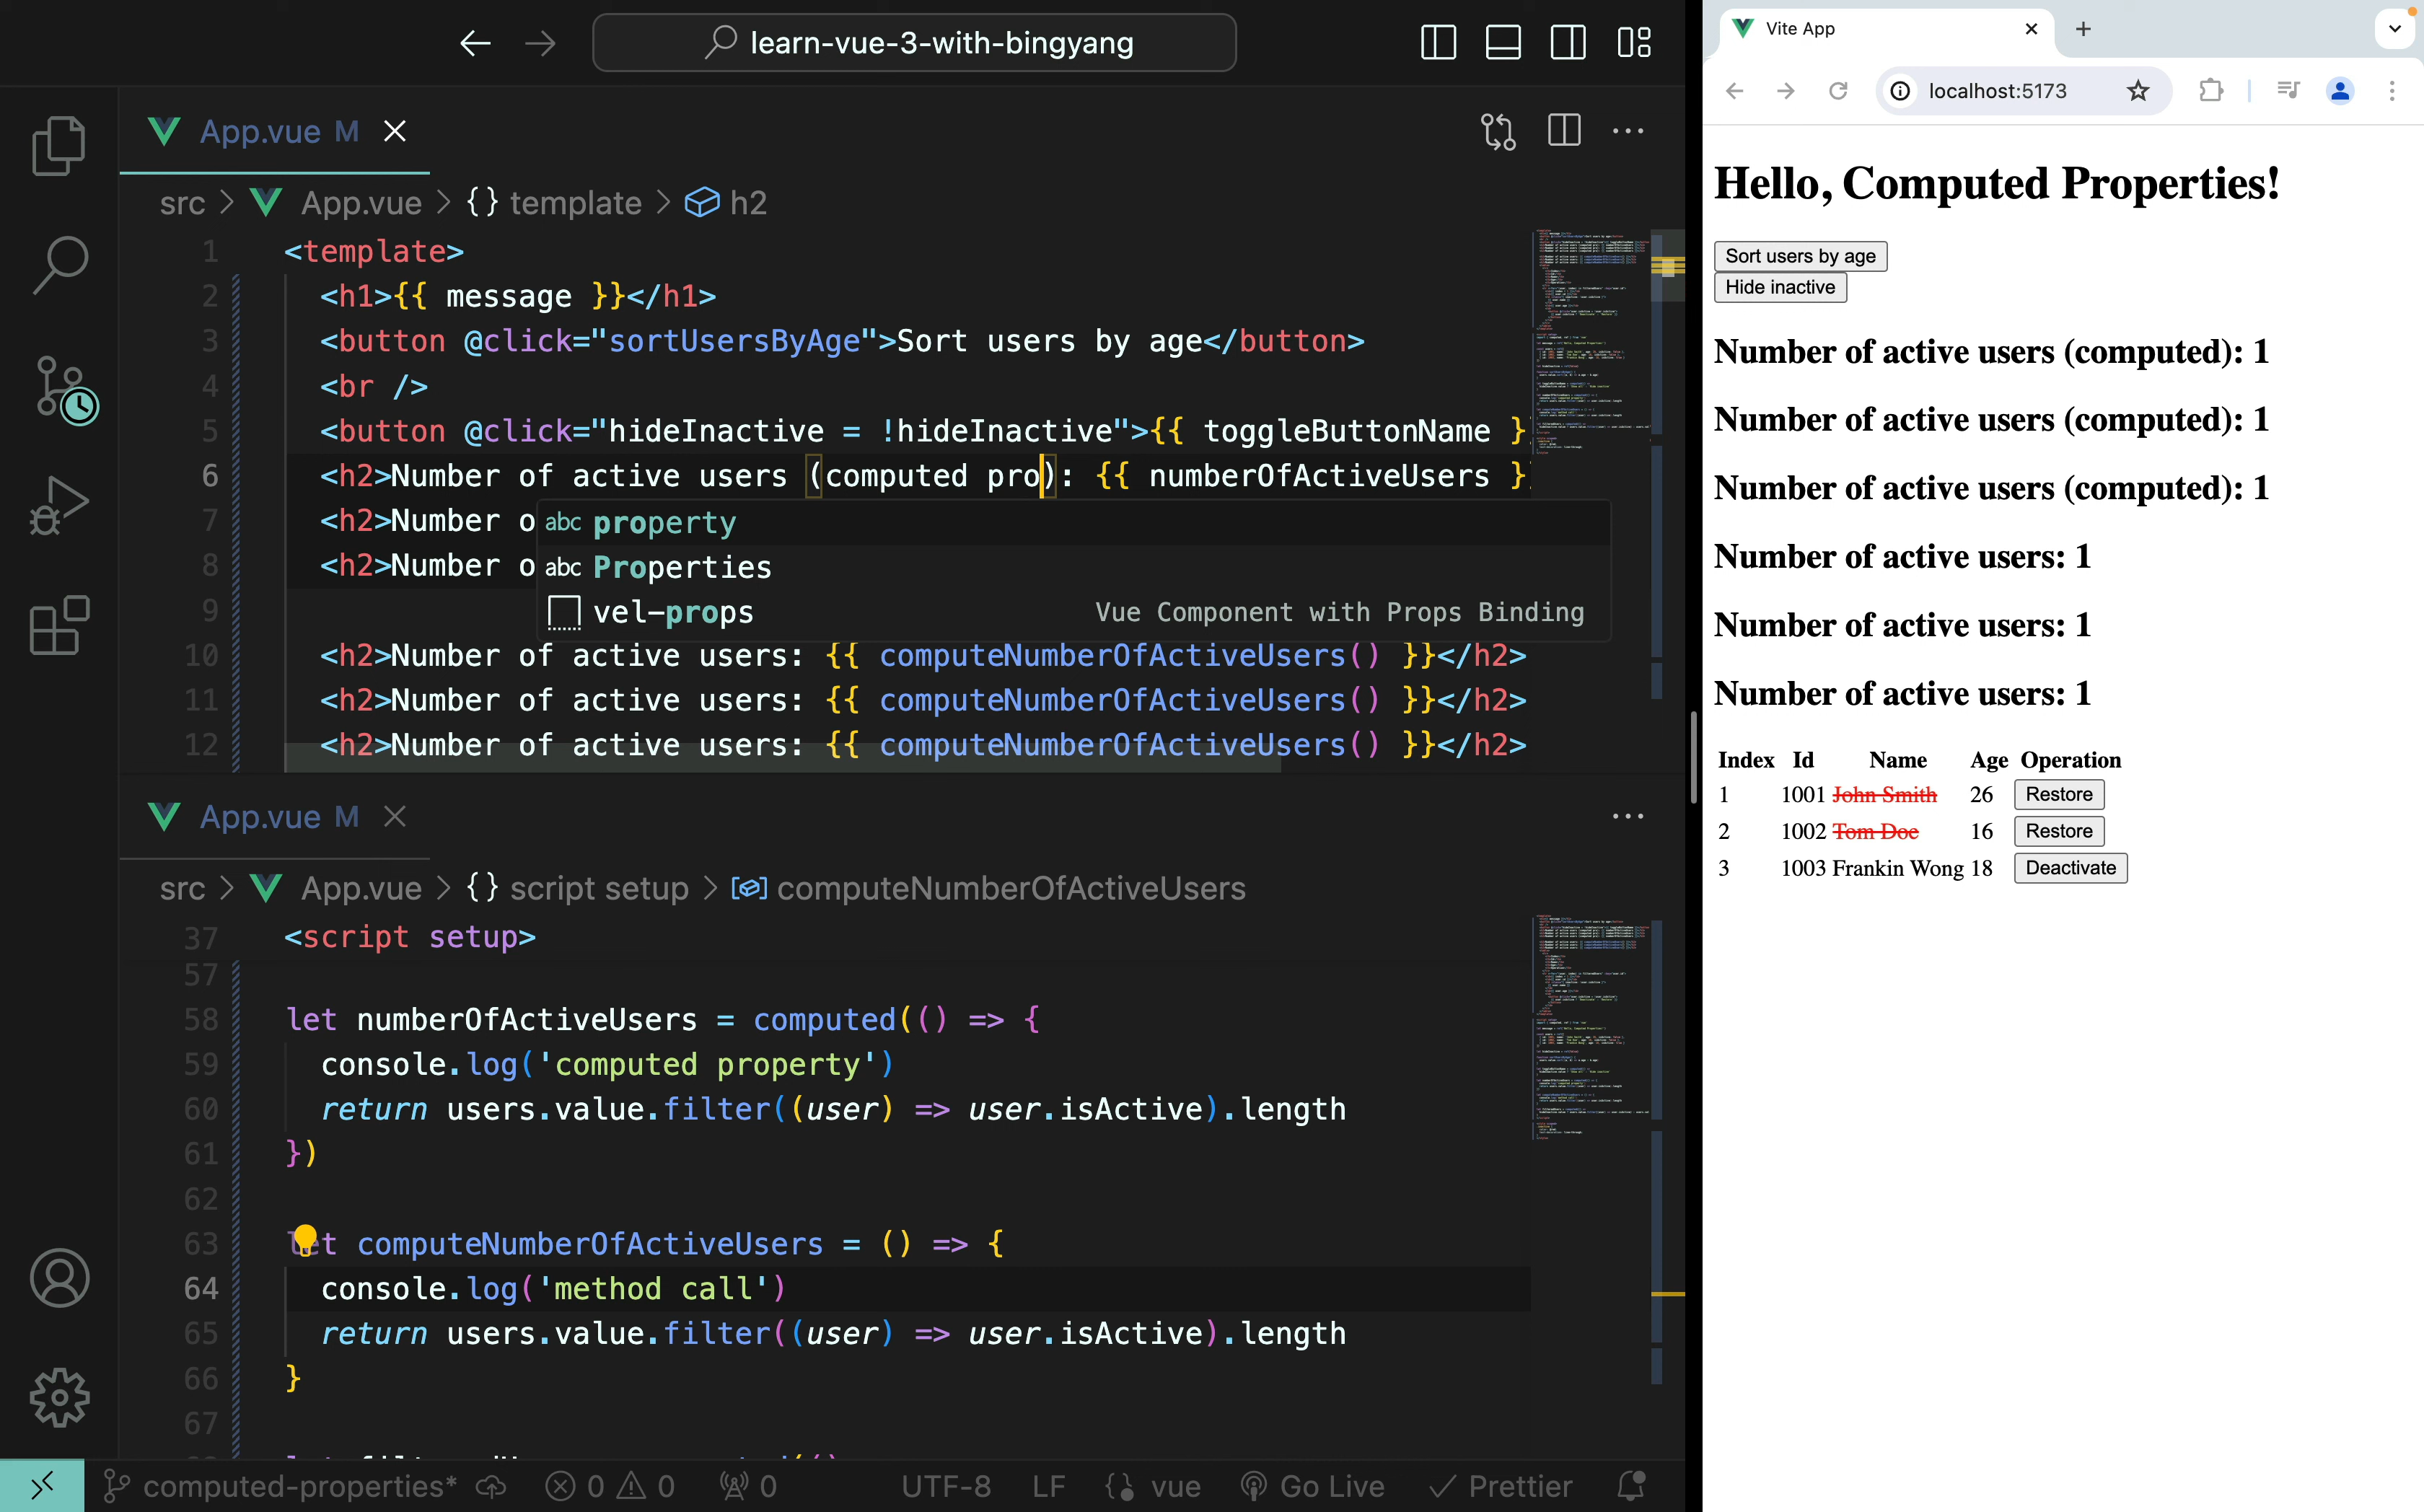 learn-vue-3-with-bingyang
App.vue M
src > App.vue > {} template > h2
1 <template>
2 <h1>{{ message }}</h1>
3 <button @click="sortUsersByAge">Sort users by age</button>
4 <br />
5 <button @click="hideInactive = !hideInactive">{{ toggleButtonName }
6 <h2>Number of active users (computed pro): {{ numberOfActiveUsers }
7 <h2>Number o
abc property
8 <h2>Number o
abc Properties
9
vel-props Vue Component with Props Binding
10 <h2>Number of active users: {{ computeNumberOfActiveUsers() }}</h2>
11 <h2>Number of active users: {{ computeNumberOfActiveUsers() }}</h2>
12 <h2>Number of active users: {{ computeNumberOfActiveUsers() }}</h2>
App.vue M
src > App.vue > {} script setup > computeNumberOfActiveUsers
37 <script setup>
57
58 let numberOfActiveUsers = computed(() => {
59 console.log('computed property')
60 return users.value.filter((user) => user.isActive).length
61 })
62
63 let computeNumberOfActiveUsers = () => {
64 console.log('method call')
65 return users.value.filter((user) => user.isActive).length
66 }
67
computed-properties* 0 0 0 UTF-8 LF {} vue Go Live Prettier
Vite App
localhost:5173
Hello, Computed Properties!
Sort users by age
Hide inactive
Number of active users (computed): 1
Number of active users (computed): 1
Number of active users (computed): 1
Number of active users: 1
Number of active users: 1
Number of active users: 1
Index Id Name Age Operation
1 1001 John Smith 26 Restore
2 1002 Tom Doe 16 Restore
3 1003 Frankin Wong 18 Deactivate